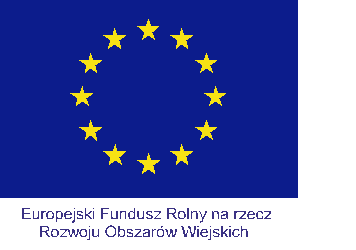 Europejski Fundusz Rolny na rzecz
Rozwoju Obszarów Wiejskich